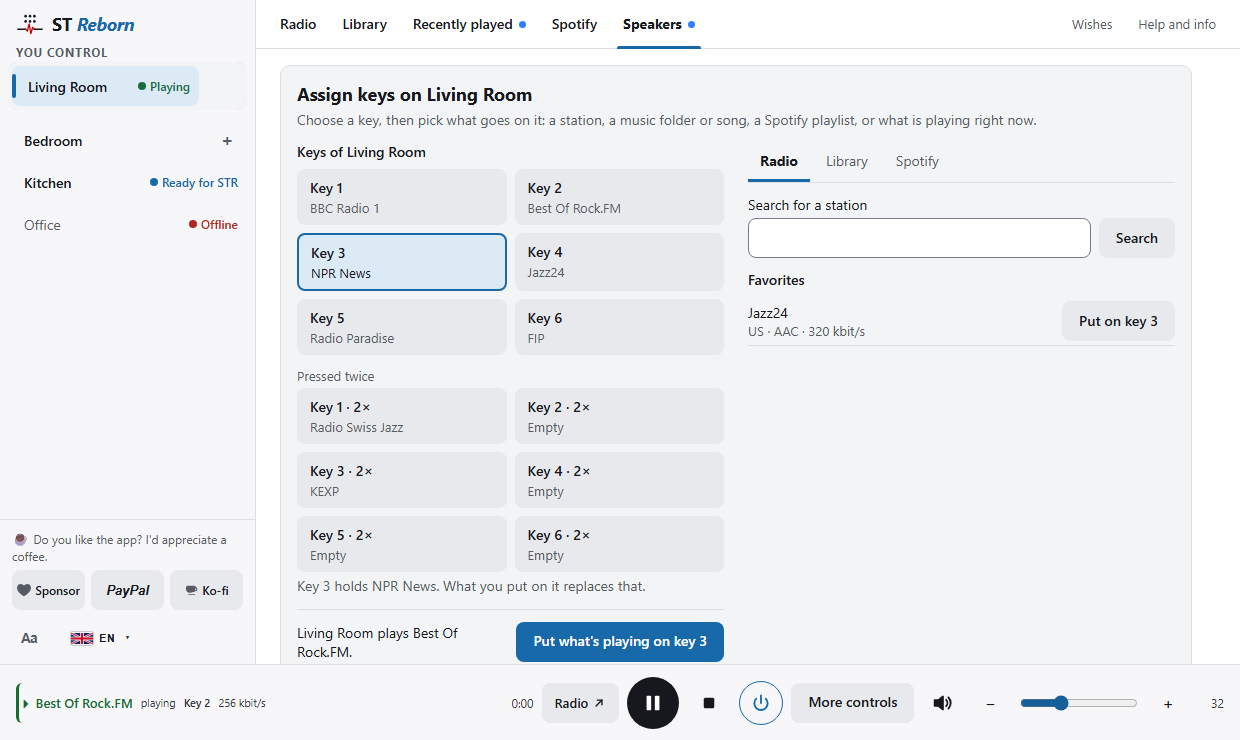 ST Reborn
YOU CONTROL
Living Room
Playing
Bedroom
+
Kitchen
Ready for STR
Office
Offline
Do you like the app? I'd appreciate a
coffee.
Sponsor
PayPal
Ko-fi
Aa
EN
Radio
Library
Recently played
Spotify
Speakers
Wishes
Help and info
Assign keys on Living Room
Choose a key, then pick what goes on it: a station, a music folder or song, a Spotify playlist, or what is playing right now.
Keys of Living Room
Key 1
BBC Radio 1
Key 2
Best Of Rock.FM
Key 3
NPR News
Key 4
Jazz24
Key 5
Radio Paradise
Key 6
FIP
Pressed twice
Key 1 · 2×
Radio Swiss Jazz
Key 2 · 2×
Empty
Key 3 · 2×
KEXP
Key 4 · 2×
Empty
Key 5 · 2×
Empty
Key 6 · 2×
Empty
Key 3 holds NPR News. What you put on it replaces that.
Living Room plays Best Of
Rock.FM.
Put what's playing on key 3
Radio
Library
Spotify
Search for a station
Search
Favorites
Jazz24
US · AAC · 320 kbit/s
Put on key 3
Best Of Rock.FM playing Key 2 256 kbit/s
0:00
Radio ↗
More controls
−
+
32